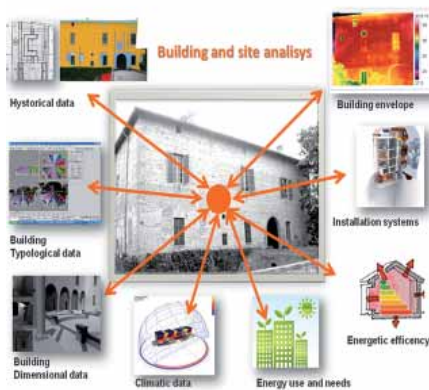 Building and site analisys
Hystorical data
Building envelope
Building
Typological data
Installation systems
Building
Dimensional data
Climatic data
Energy use and needs
Energetic efficency